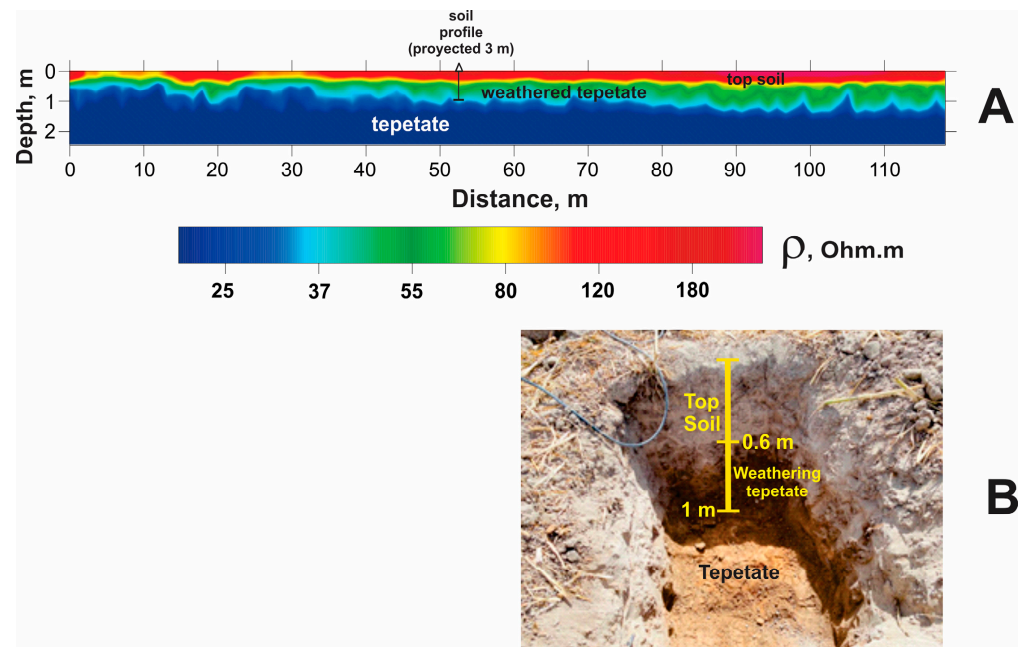 soil
profile
(proyected 3 m)
0
1
2
Depth, m
top soil
weathered tepetate
tepetate
A
0 10 20 30 40 50 60 70 80 90 100 110
Distance, m
ρ, Ohm.m
25 37 55 80 120 180
Top
Soil
0.6 m
Weathering
tepetate
1 m
Tepetate
B